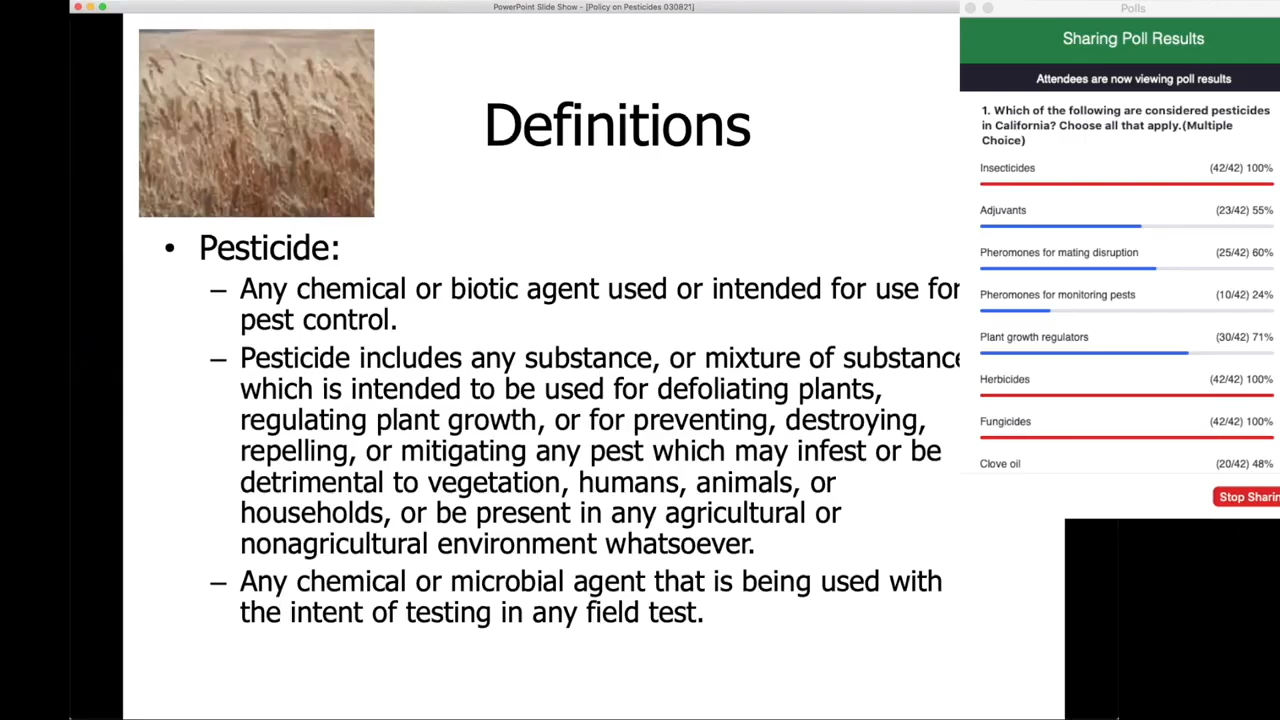 PowerPoint Slide Show - [Policy on Pesticides 030821]
Definitions
• Pesticide:
– Any chemical or biotic agent used or intended for use for
pest control.
– Pesticide includes any substance, or mixture of substance
which is intended to be used for defoliating plants,
regulating plant growth, or for preventing, destroying,
repelling, or mitigating any pest which may infest or be
detrimental to vegetation, humans, animals, or
households, or be present in any agricultural or
nonagricultural environment whatsoever.
– Any chemical or microbial agent that is being used with
the intent of testing in any field test.
Polls
Sharing Poll Results
Attendees are now viewing poll results
1. Which of the following are considered pesticides
in California? Choose all that apply.(Multiple
Choice)
Insecticides (42/42) 100%
Adjuvants (23/42) 55%
Pheromones for mating disruption (25/42) 60%
Pheromones for monitoring pests (10/42) 24%
Plant growth regulators (30/42) 71%
Herbicides (42/42) 100%
Fungicides (42/42) 100%
Clove oil (20/42) 48%
Stop Sharin